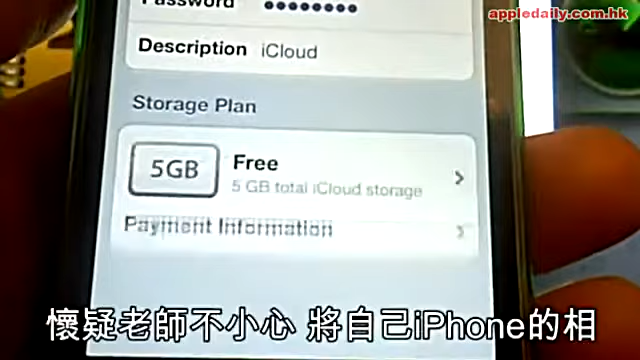 appledaily.com.hk
Password ●●●●●●●●●
Description iCloud
Storage Plan
5GB
Free
5 GB total iCloud storage
Payment Information
懷疑老師不小心 將自己iPhone的相